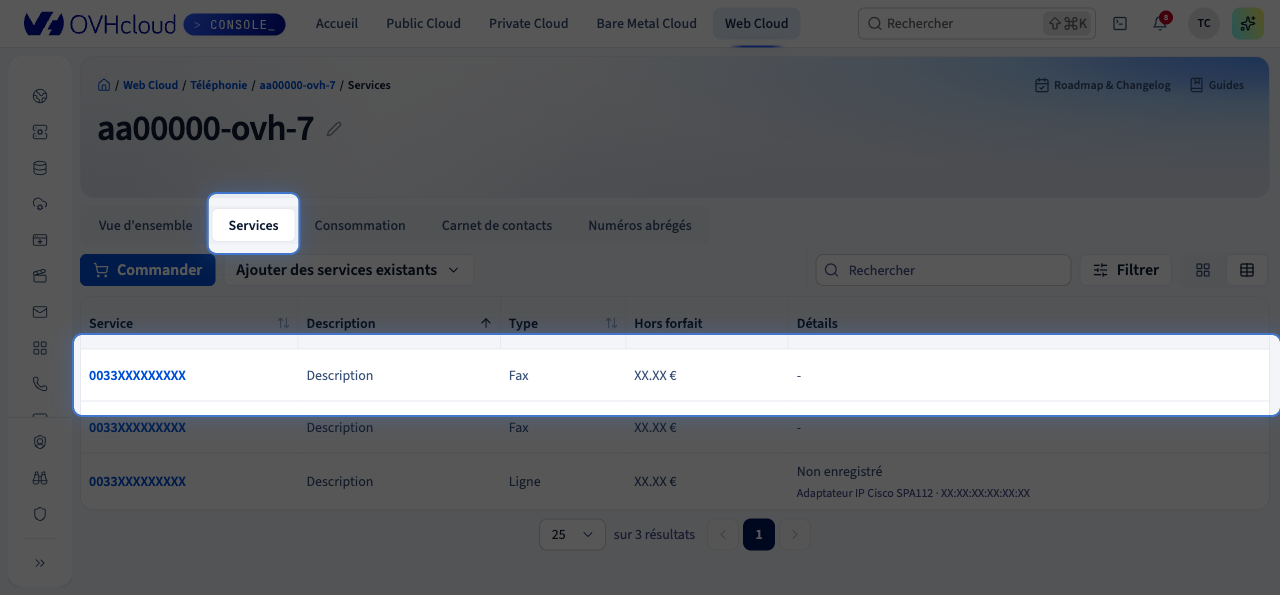 OVHcloud > CONSOLE_ Accueil Public Cloud Private Cloud Bare Metal Cloud Web Cloud Rechercher ⇧⌘K 8 TC
/ Web Cloud / Téléphonie / aa00000-ovh-7 / Services Roadmap & Changelog Guides
aa00000-ovh-7
Vue d'ensemble Services Consommation Carnet de contacts Numéros abrégés
Commander Ajouter des services existants Rechercher Filtrer
Service Description Type Hors forfait Détails
0033XXXXXXXXX Description Fax XX.XX € -
0033XXXXXXXXX Description Fax XX.XX € -
0033XXXXXXXXX Description Ligne XX.XX € Non enregistré
Adaptateur IP Cisco SPA112 · XX:XX:XX:XX:XX:XX
25 sur 3 résultats 1